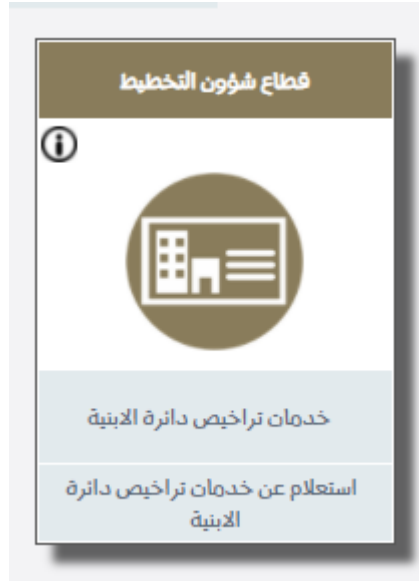 قطاع شؤون التخطيط
خدمات تراخيص دائرة الابنية
استعلام عن خدمات تراخيص دائرة
الابنية